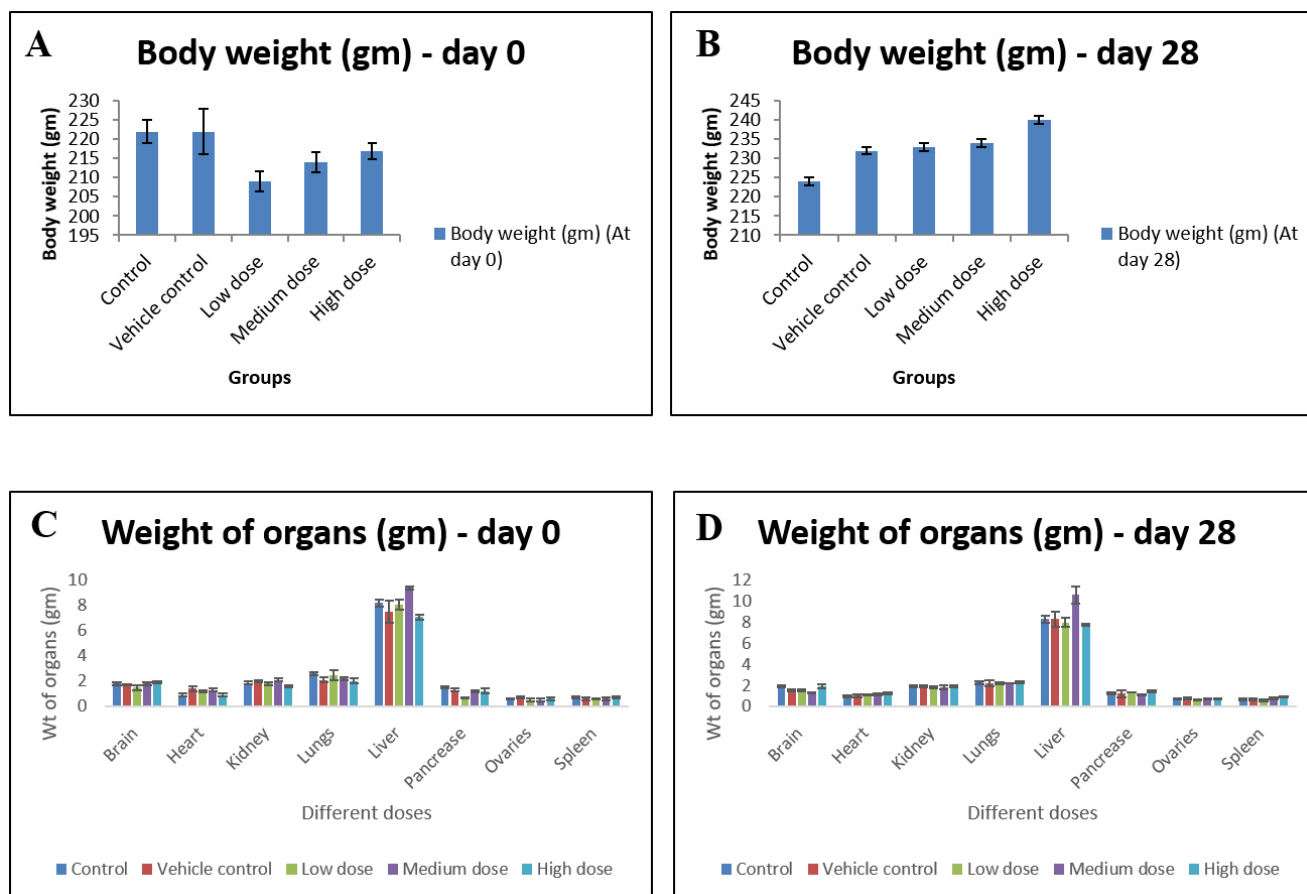 A
Body weight (gm) - day 0
Body weight (gm)
230
225
220
215
210
205
200
195
Control
Vehicle control
Low dose
Medium dose
High dose
Groups
Body weight (gm) (At
day 0)
B
Body weight (gm) - day 28
Body weight (gm)
245
240
235
230
225
220
215
210
Control
Vehicle control
Low dose
Medium dose
High dose
Groups
Body weight (gm) (At
day 28)
C
Weight of organs (gm) - day 0
Wt of organs (gm)
10
8
6
4
2
0
Brain
Heart
Kidney
Lungs
Liver
Pancrease
Ovaries
Spleen
Different doses
Control Vehicle control Low dose Medium dose High dose
D
Weight of organs (gm) - day 28
Wt of organs (gm)
12
10
8
6
4
2
0
Brain
Heart
Kidney
Lungs
Liver
Pancrease
Ovaries
Spleen
Different doses
Control Vehicle control Low dose Medium dose High dose